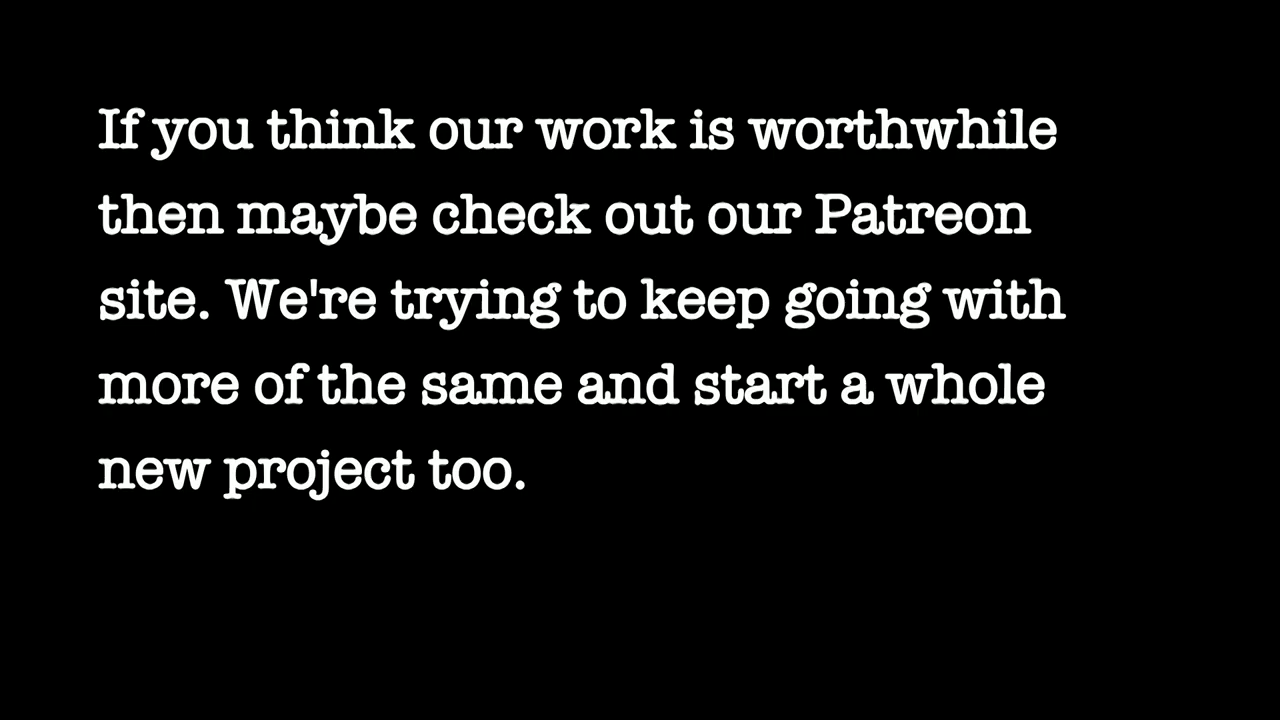 If you think our work is worthwhile
then maybe check out our Patreon
site. We're trying to keep going with
more of the same and start a whole
new project too.